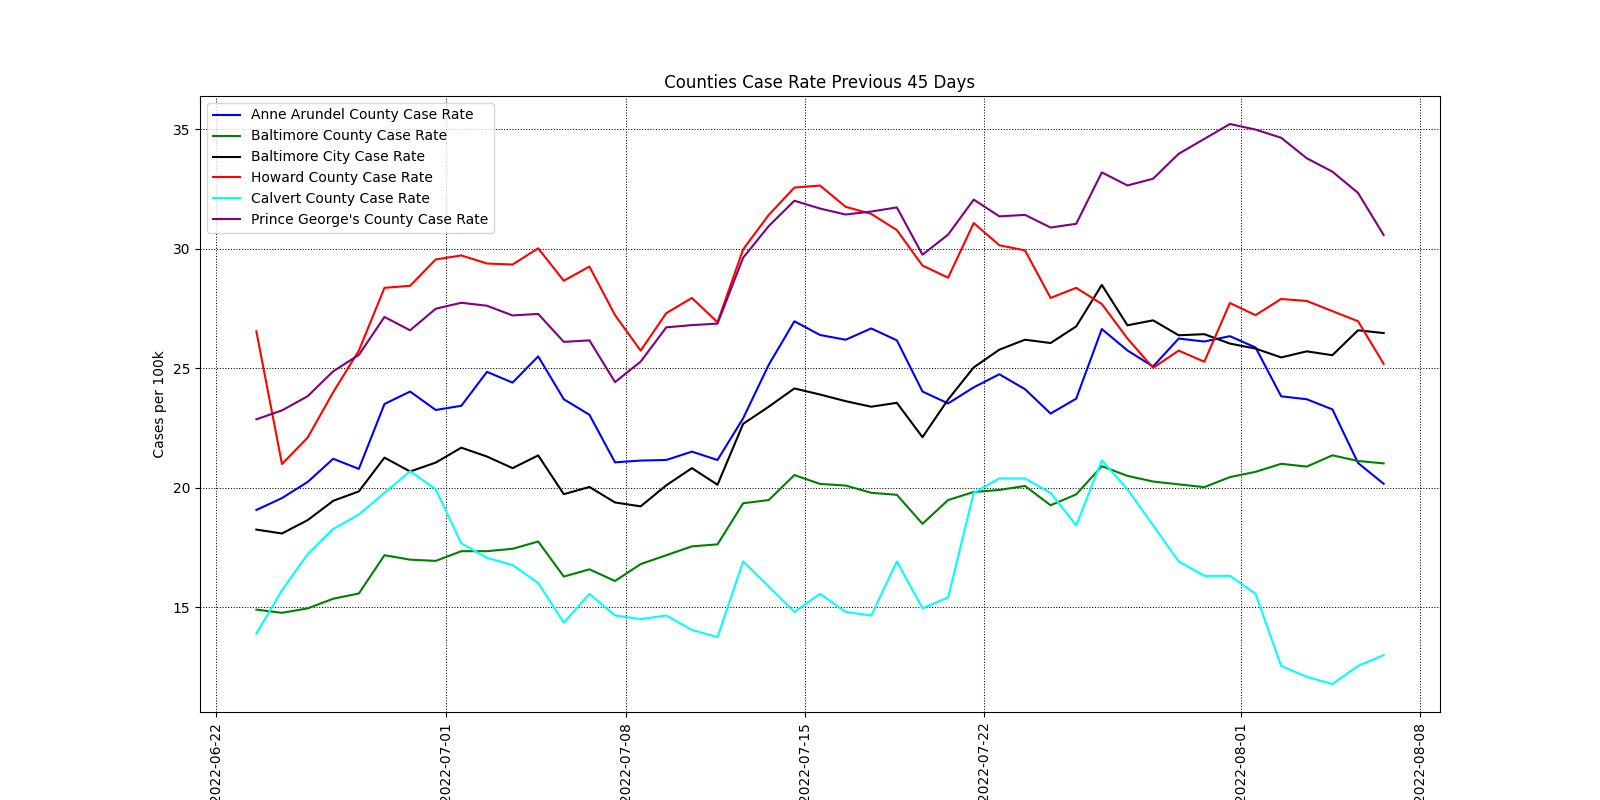 Counties Case Rate Previous 45 Days
Anne Arundel County Case Rate
Baltimore County Case Rate
Baltimore City Case Rate
Howard County Case Rate
Calvert County Case Rate
Prince George's County Case Rate
Cases per 100k
35
30
25
20
15
2022-06-22
2022-07-01
2022-07-08
2022-07-15
2022-07-22
2022-08-01
2022-08-08